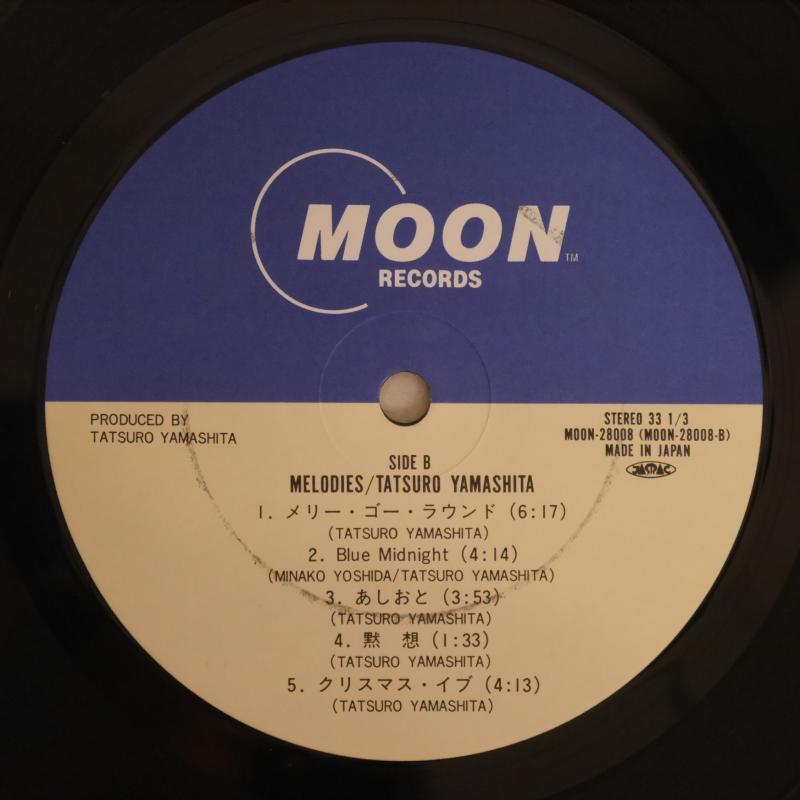 MOON
RECORDS
TM
PRODUCED BY
TATSURO YAMASHITA
STEREO 33 1/3
MOON-28008 (MOON-28008-B)
MADE IN JAPAN
JASRAC
SIDE B
MELODIES/TATSURO YAMASHITA
1. メリー・ゴー・ラウンド (6:17)
(TATSURO YAMASHITA)
2. Blue Midnight (4:14)
(MINAKO YOSHIDA/TATSURO YAMASHITA)
3. あしおと (3:53)
(TATSURO YAMASHITA)
4. 黙　想 (1:33)
(TATSURO YAMASHITA)
5. クリスマス・イブ (4:13)
(TATSURO YAMASHITA)